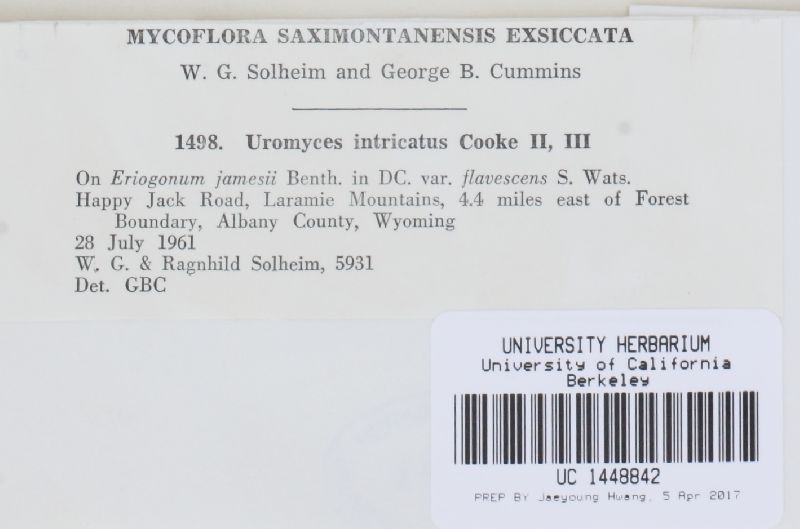 MYCOFLORA SAXIMONTANENSIS EXSICCATA
W. G. Solheim and George B. Cummins
1498. Uromyces intricatus Cooke II, III
On Eriogonum jamesii Benth. in DC. var. flavescens S. Wats.
Happy Jack Road, Laramie Mountains, 4.4 miles east of Forest
Boundary, Albany County, Wyoming
28 July 1961
W. G. & Ragnhild Solheim, 5931
Det. GBC
UNIVERSITY HERBARIUM
University of California
Berkeley
UC 1448842
PREP BY Jaeyoung Hwang, 5 Apr 2017